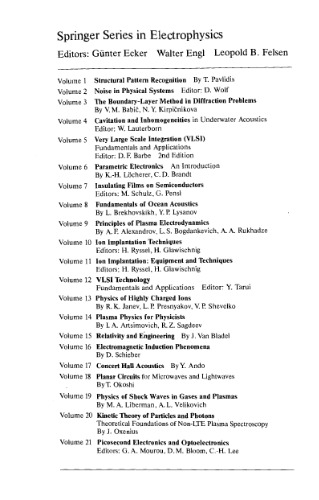 Springer Series in Electrophysics
Editors: Günter Ecker Walter Engl Leopold B. Felsen
Volume 1 Structural Pattern Recognition By T. Pavlidis
Volume 2 Noise in Physical Systems Editor: D. Wolf
Volume 3 The Boundary-Layer Method in Diffraction Problems
By V. M. Babič, N. Y. Kirpičnikova
Volume 4 Cavitation and Inhomogeneities in Underwater Acoustics
Editor: W. Lauterborn
Volume 5 Very Large Scale Integration (VLSI)
Fundamentals and Applications
Editor: D. F. Barbe 2nd Edition
Volume 6 Parametric Electronics An Introduction
By K.-H. Löcherer, C. D. Brandt
Volume 7 Insulating Films on Semiconductors
Editors: M. Schulz, G. Pensl
Volume 8 Fundamentals of Ocean Acoustics
By L. Brekhovskikh, Y. P. Lysanov
Volume 9 Principles of Plasma Electrodynamics
By A. F. Alexandrov, L. S. Bogdankevich, A. A. Rukhadze
Volume 10 Ion Implantation Techniques
Editors: H. Ryssel, H. Glawischnig
Volume 11 Ion Implantation: Equipment and Techniques
Editors: H. Ryssel, H. Glawischnig
Volume 12 VLSI Technology
Fundamentals and Applications Editor: Y. Tarui
Volume 13 Physics of Highly Charged Ions
By R. K. Janev, L. P. Presnyakov, V. P. Shevelko
Volume 14 Plasma Physics for Physicists
By I. A. Artsimovich, R. Z. Sagdeev
Volume 15 Relativity and Engineering By J. Van Bladel
Volume 16 Electromagnetic Induction Phenomena
By D. Schieber
Volume 17 Concert Hall Acoustics By Y. Ando
Volume 18 Planar Circuits for Microwaves and Lightwaves
By T. Okoshi
Volume 19 Physics of Shock Waves in Gases and Plasmas
By M. A. Liberman, A. L. Velikovich
Volume 20 Kinetic Theory of Particles and Photons
Theoretical Foundations of Non-LTE Plasma Spectroscopy
By J. Oxenius
Volume 21 Picosecond Electronics and Optoelectronics
Editors: G. A. Mourou, D. M. Bloom, C.-H. Lee